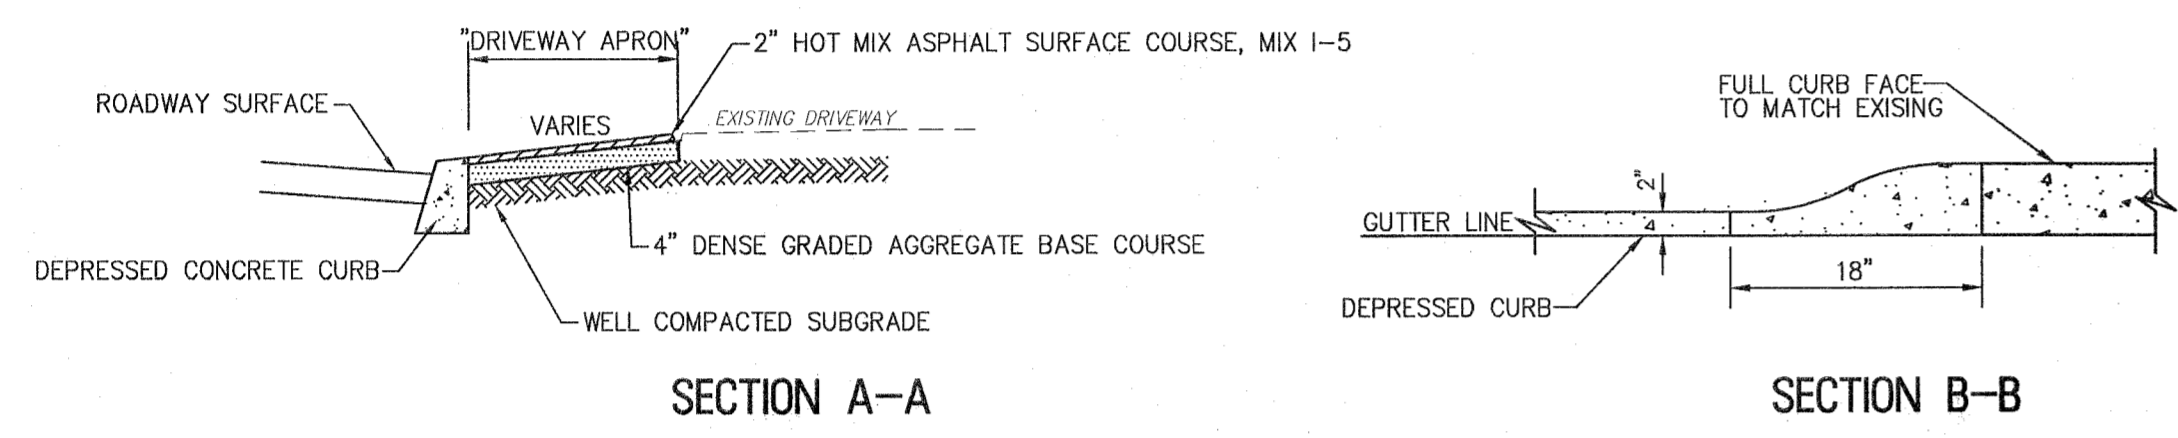 "DRIVEWAY APRON"
2" HOT MIX ASPHALT SURFACE COURSE, MIX I-5
ROADWAY SURFACE
VARIES
EXISTING DRIVEWAY
4" DENSE GRADED AGGREGATE BASE COURSE
DEPRESSED CONCRETE CURB
WELL COMPACTED SUBGRADE
SECTION A-A
FULL CURB FACE
TO MATCH EXISING
2"
GUTTER LINE
18"
DEPRESSED CURB
SECTION B-B